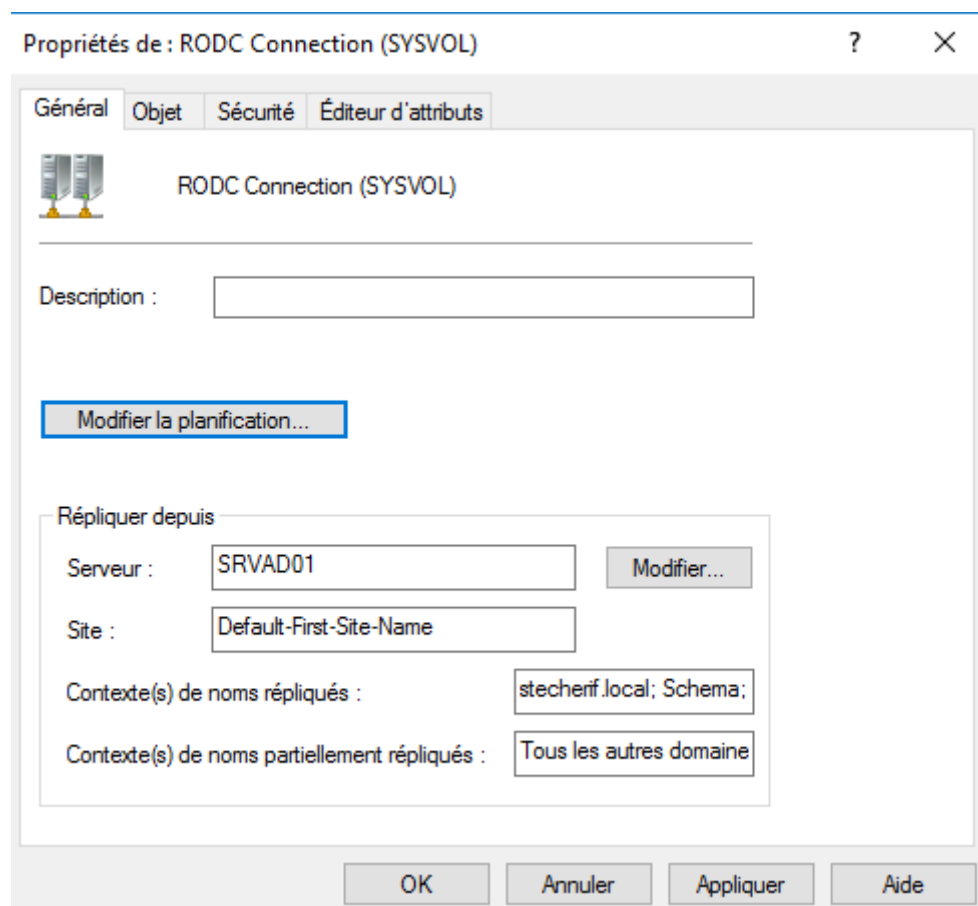 Propriétés de : RODC Connection (SYSVOL) ?
Général Objet Sécurité Éditeur d'attributs
RODC Connection (SYSVOL)
Description :
Modifier la planification...
Répliquer depuis
Serveur : SRVAD01 Modifier...
Site : Default-First-Site-Name
Contexte(s) de noms répliqués : stecherif.local; Schema;
Contexte(s) de noms partiellement répliqués : Tous les autres domaine
OK Annuler Appliquer Aide